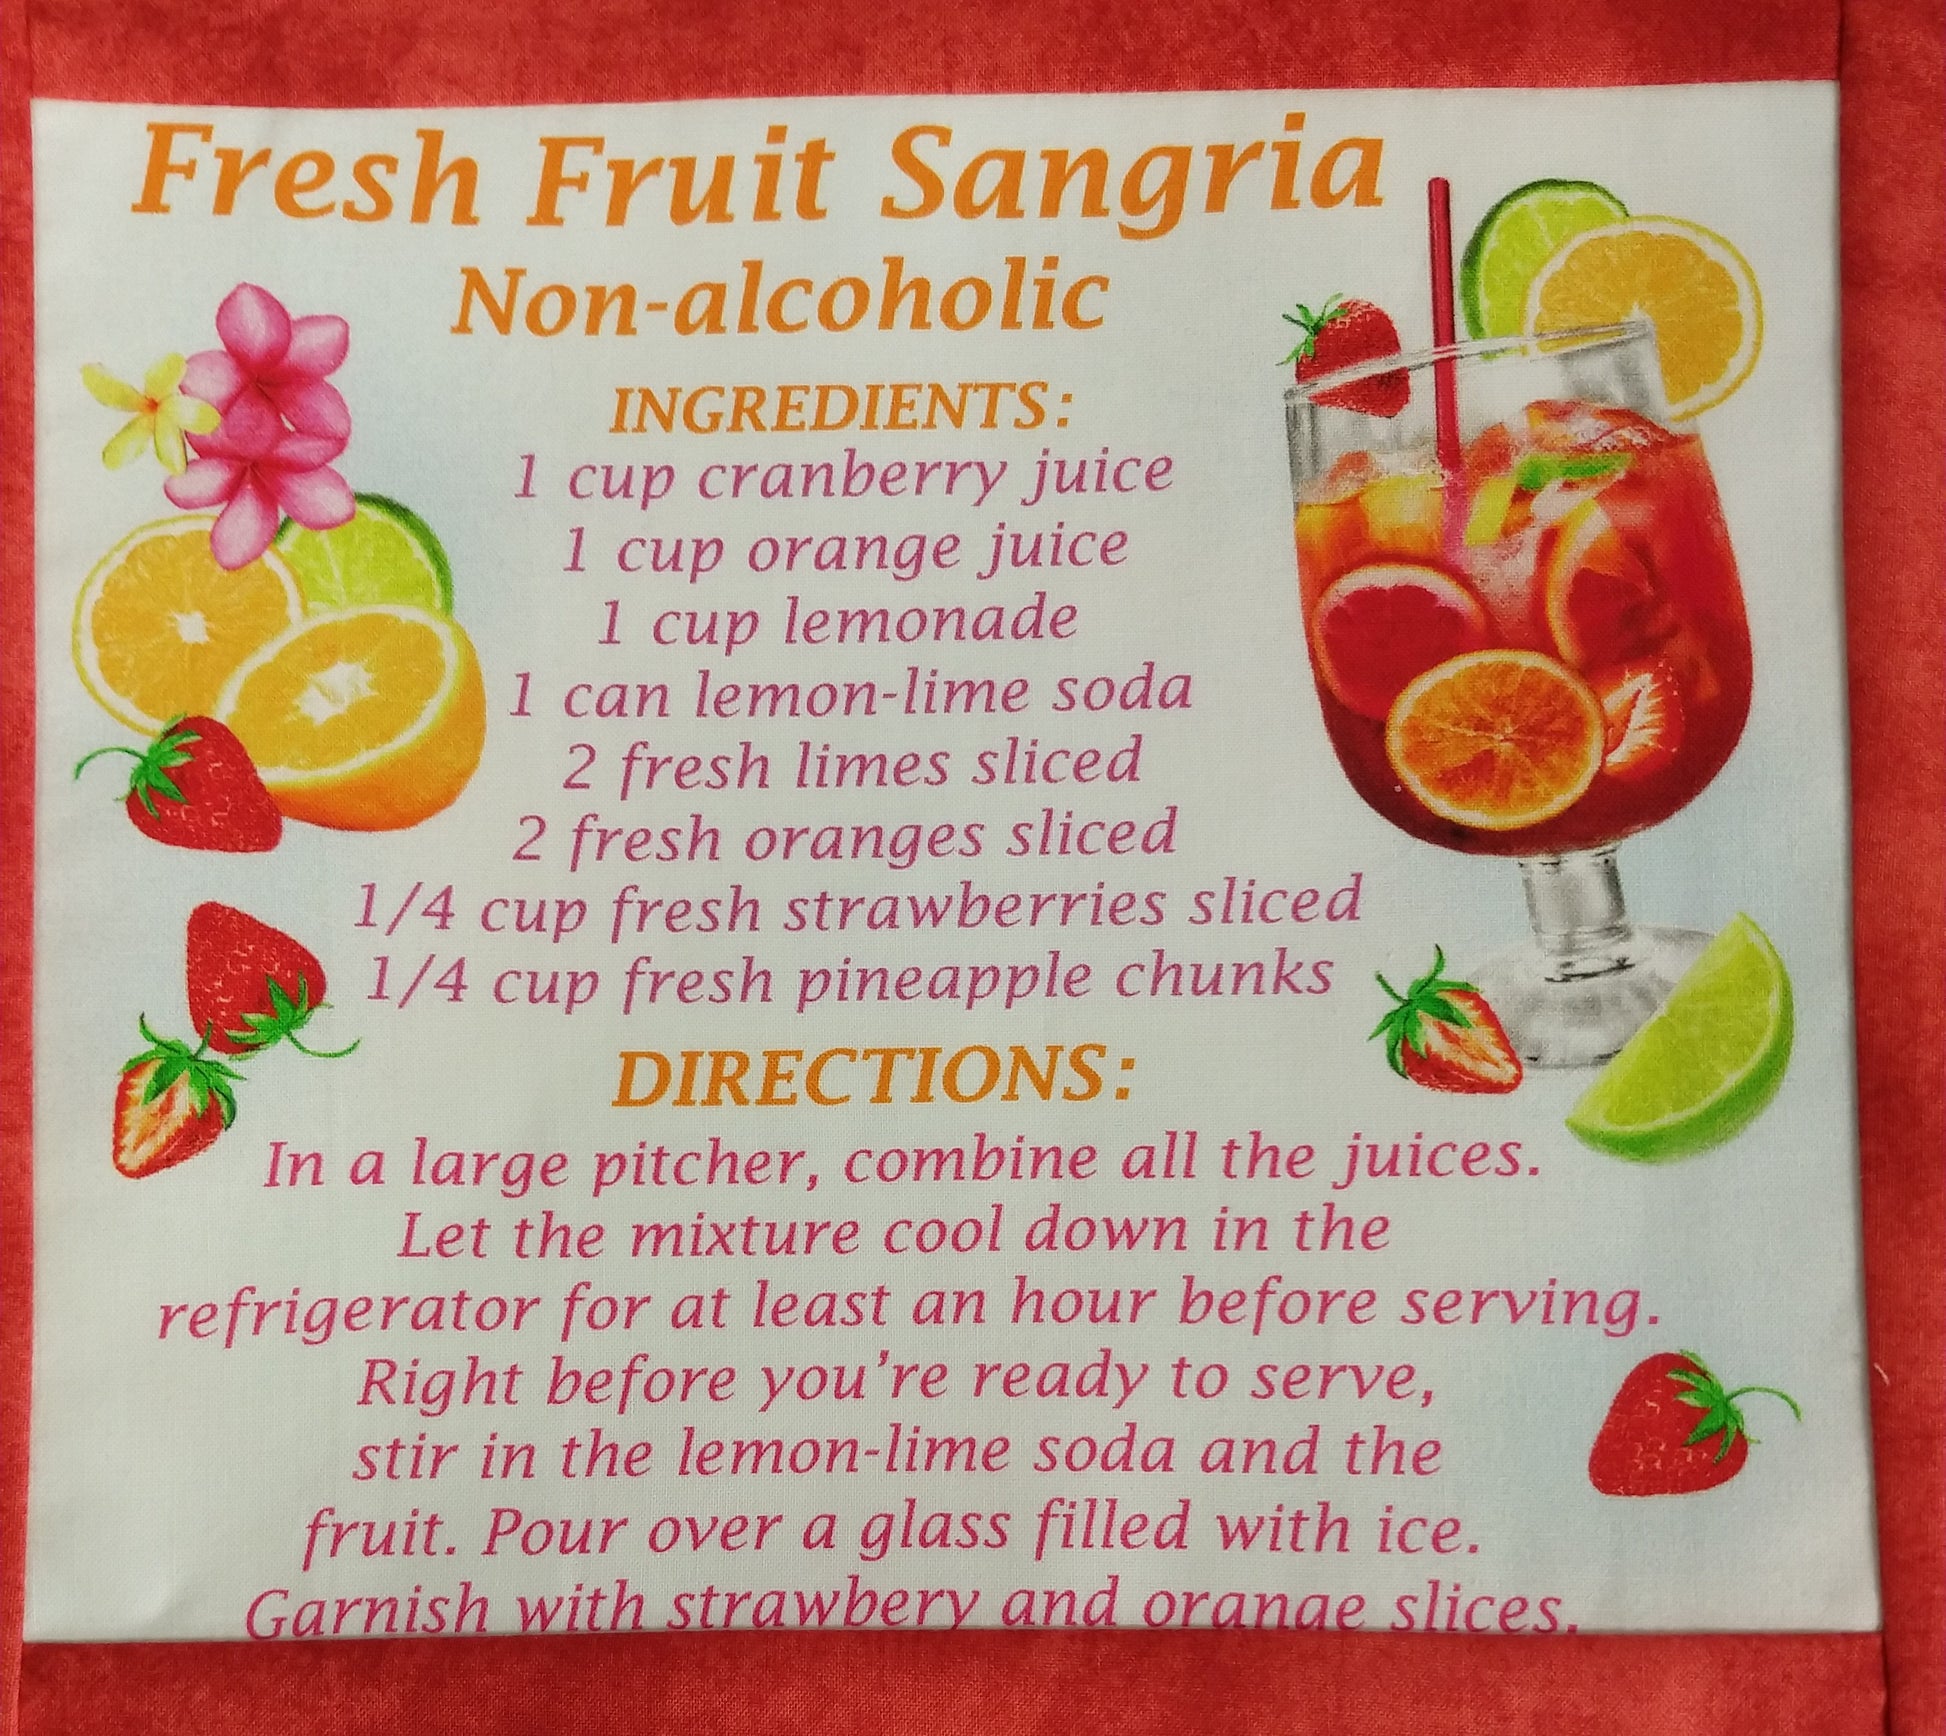 Fresh Fruit Sangria
Non-alcoholic
INGREDIENTS:
1 cup cranberry juice
1 cup orange juice
1 cup lemonade
1 can lemon-lime soda
2 fresh limes sliced
2 fresh oranges sliced
1/4 cup fresh strawberries sliced
1/4 cup fresh pineapple chunks
DIRECTIONS:
In a large pitcher, combine all the juices.
Let the mixture cool down in the
refrigerator for at least an hour before serving.
Right before you're ready to serve,
stir in the lemon-lime soda and the
fruit. Pour over a glass filled with ice.
Garnish with strawbery and orange slices.